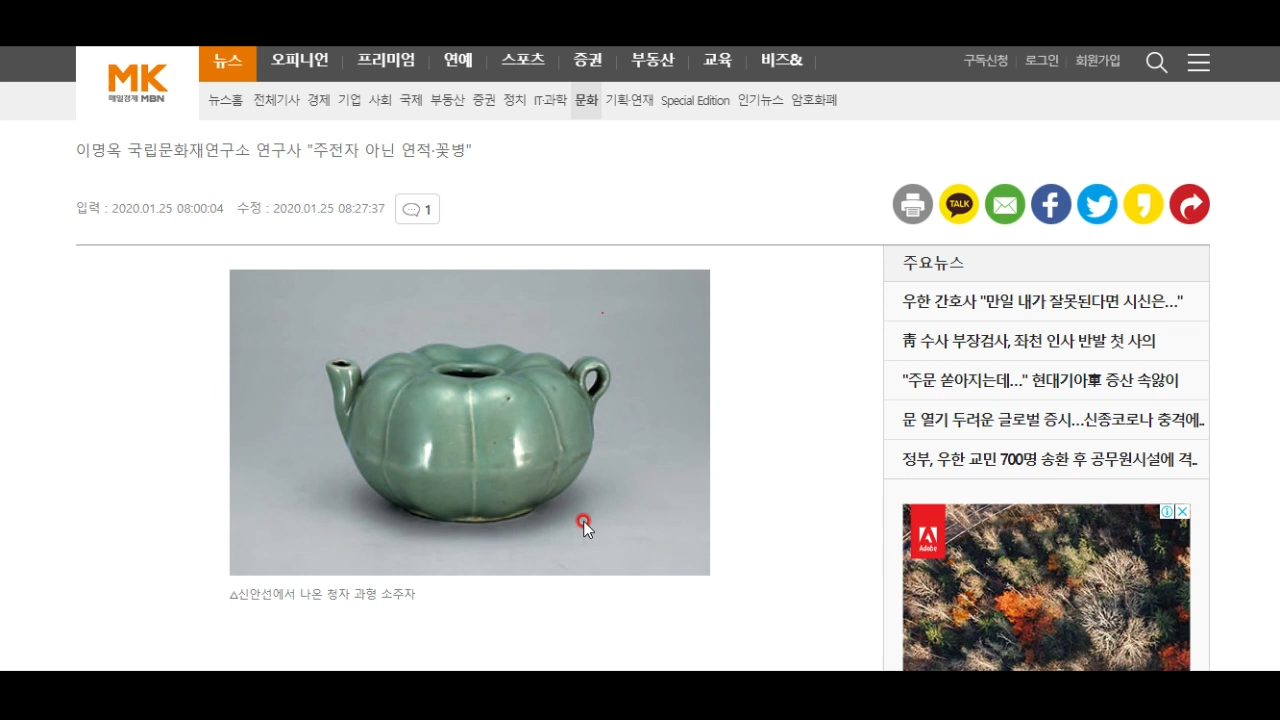 뉴스 오피니언 프리미엄 연예 스포츠 증권 부동산 교육 비즈& 구독신청 로그인 회원가입
MK
매일경제 MBN
뉴스홈 전체기사 경제 기업 사회 국제 부동산 증권 정치 IT·과학 문화 기획·연재 Special Edition 인기뉴스 암호화폐
이명옥 국립문화재연구소 연구사 "주전자 아닌 연적·꽃병"
입력 : 2020.01.25 08:00:04 수정 : 2020.01.25 08:27:37 1
TALK
주요뉴스
우한 간호사 "만일 내가 잘못된다면 시신은..."
靑 수사 부장검사, 좌천 인사 반발 첫 사의
"주문 쏟아지는데..." 현대기아車 증산 속앓이
문 열기 두려운 글로벌 증시...신종코로나 충격에..
정부, 우한 교민 700명 송환 후 공무원시설에 격..
Adobe
△신안선에서 나온 청자 과형 소주자